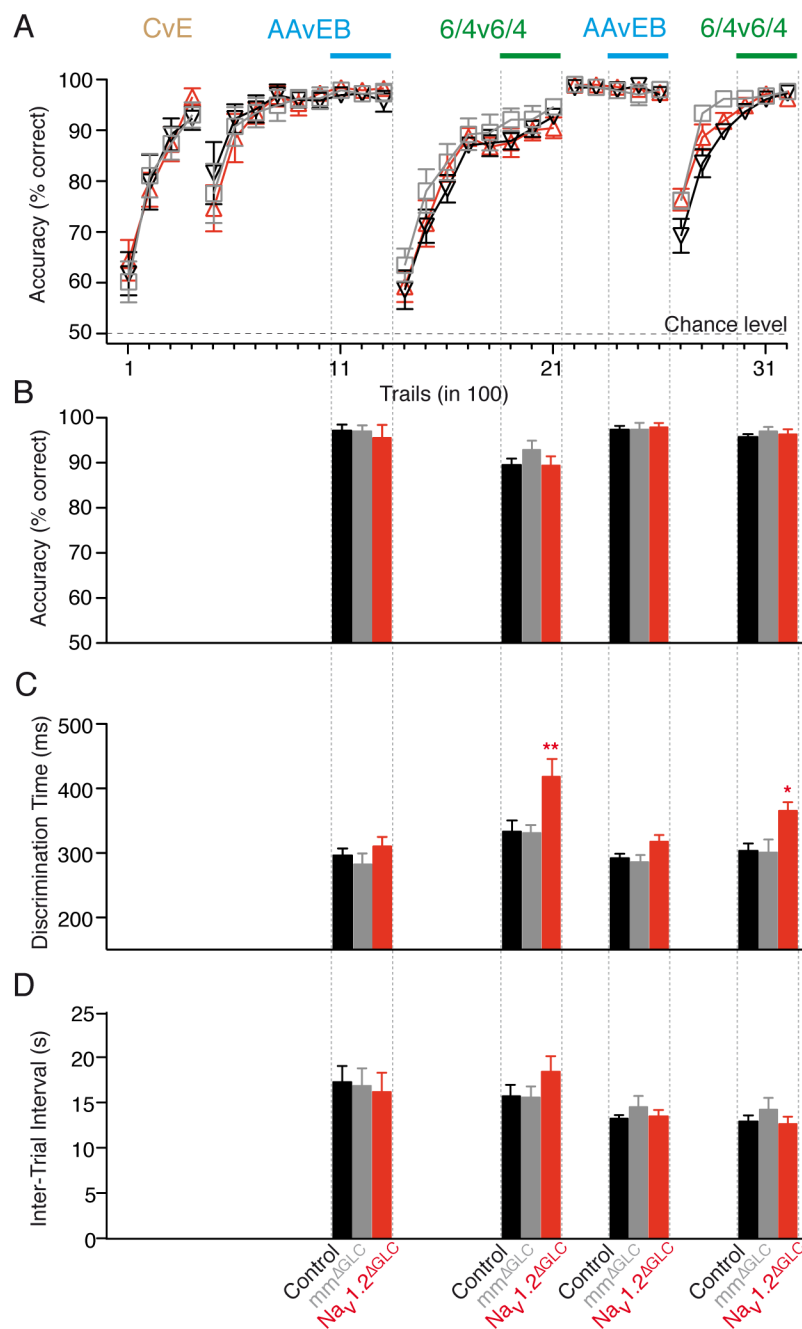 A
CvE AAvEB 6/4v6/4 AAvEB 6/4v6/4
Accuracy (% correct)
100
90
80
70
60
50
Chance level
1 11 21 31
Trails (in 100)
B
Accuracy (% correct)
100
90
80
70
60
50
C
Discrimination Time (ms)
500
400
300
200
** *
D
Inter-Trial Interval (s)
25
20
15
10
5
0
Control Control Control Control
mmΔGLC mmΔGLC mmΔGLC mmΔGLC
NaV1.2ΔGLC NaV1.2ΔGLC NaV1.2ΔGLC NaV1.2ΔGLC